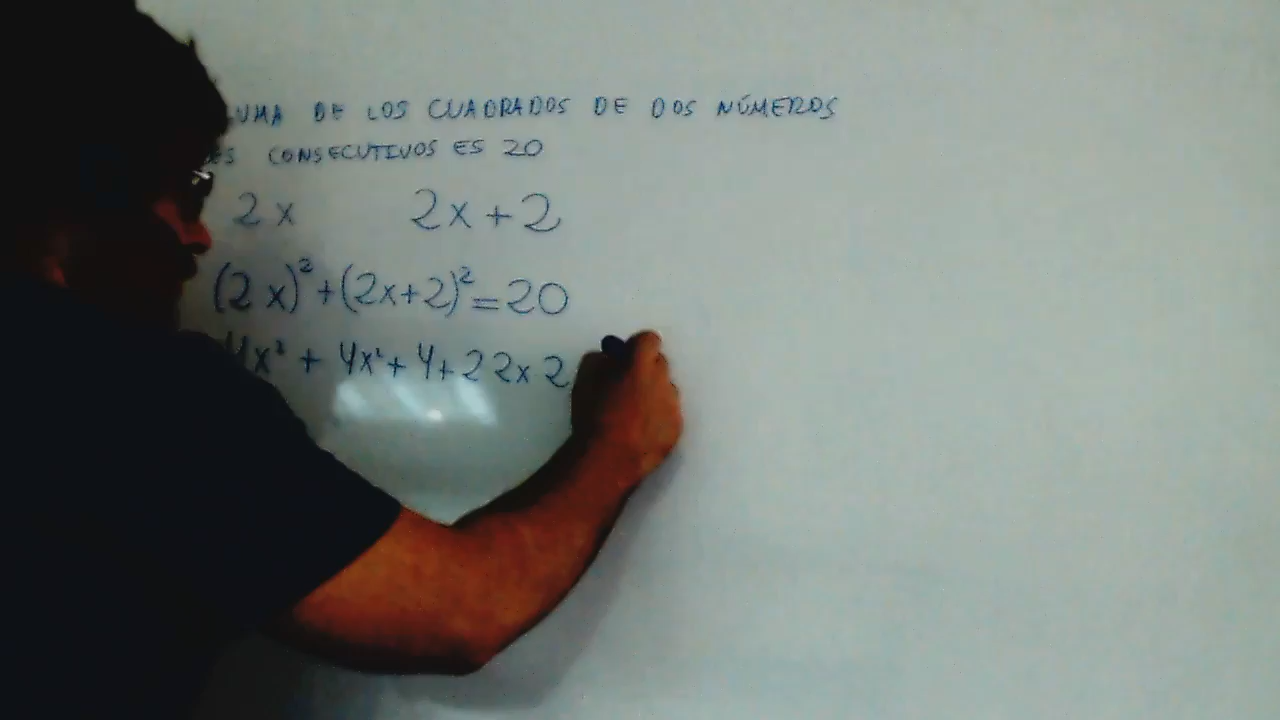 UMA DE LOS CUADRADOS DE DOS NÚMEROS
ES CONSECUTIVOS ES 20
2x 2x+2
(2x)²+(2x+2)²=20
4x²+4x²+4+2 2x 2